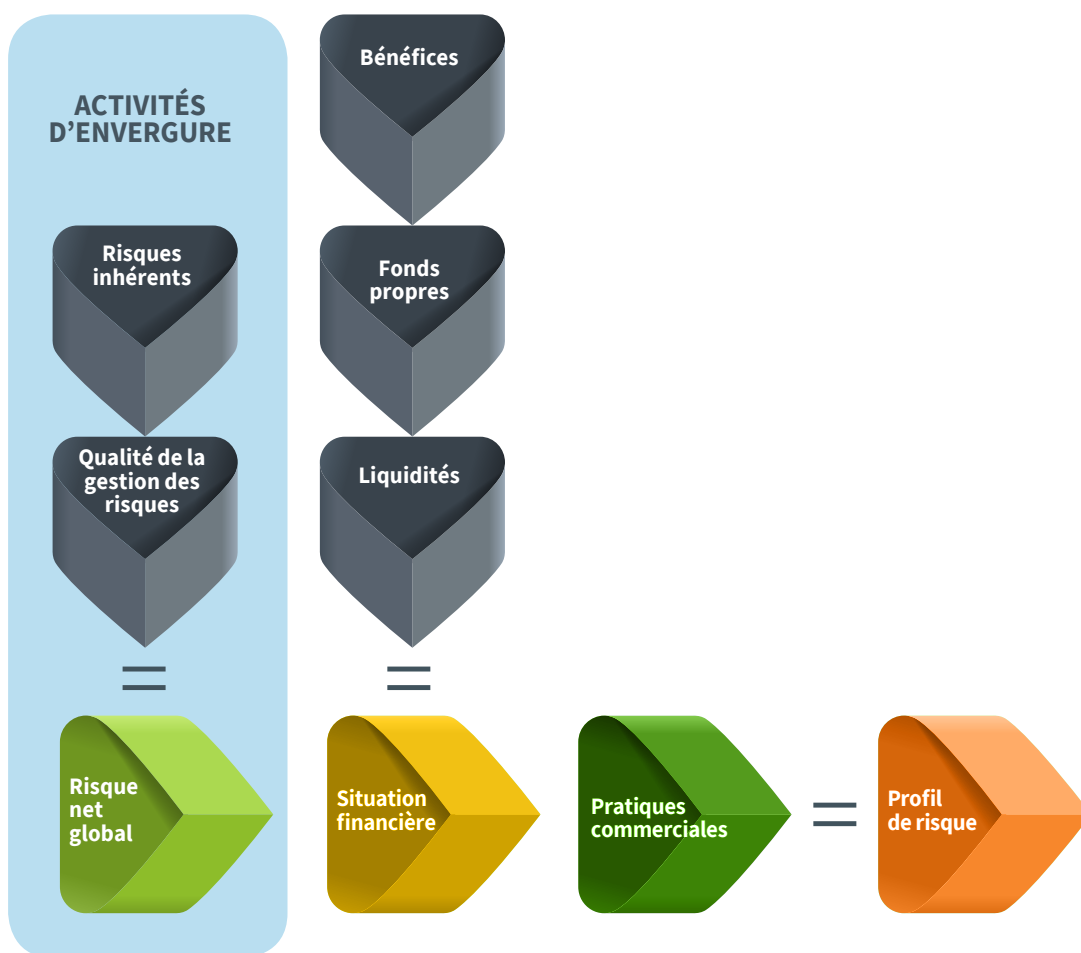 ACTIVITÉS
D’ENVERGURE
Risques
inhérents
Qualité de la
gestion des
risques
=
Risque
net
global
Bénéfices
Fonds
propres
Liquidités
=
Situation
financière
Pratiques
commerciales
=
Profil
de risque